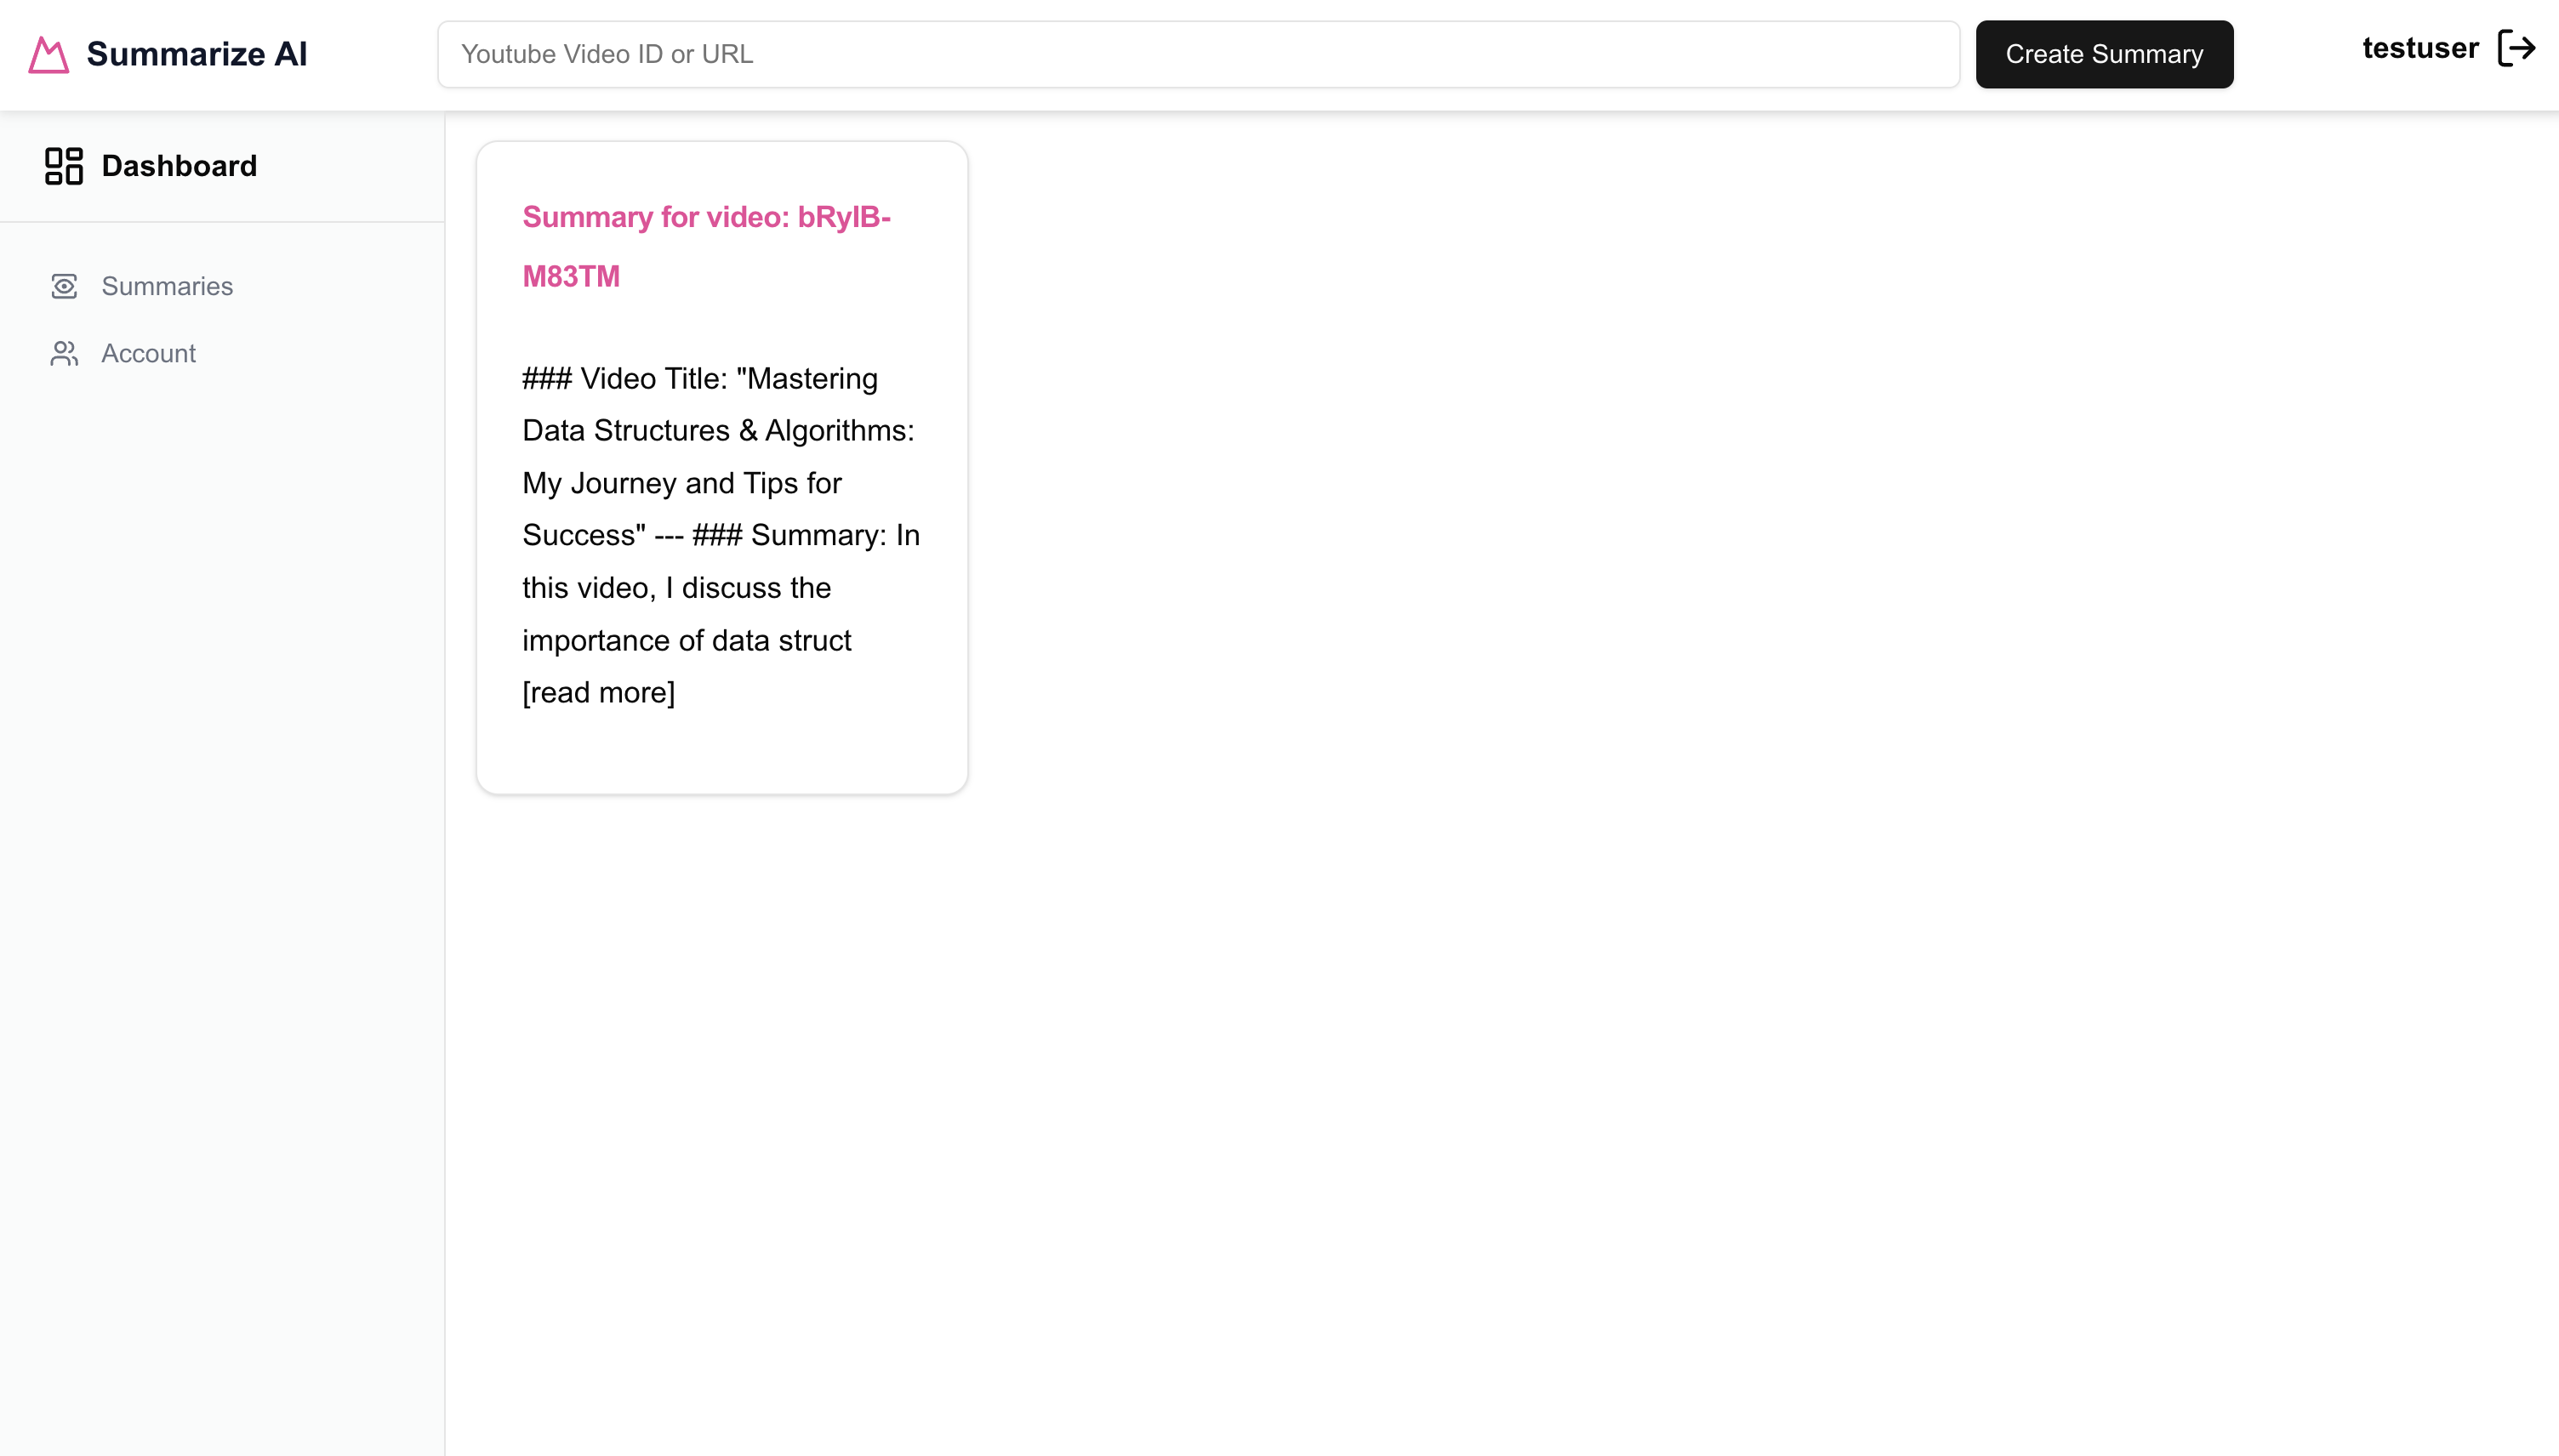 Summarize AI
Youtube Video ID or URL
Create Summary
testuser
Dashboard
Summaries
Account
Summary for video: bRyIB-
M83TM
### Video Title: "Mastering
Data Structures & Algorithms:
My Journey and Tips for
Success" --- ### Summary: In
this video, I discuss the
importance of data struct
[read more]